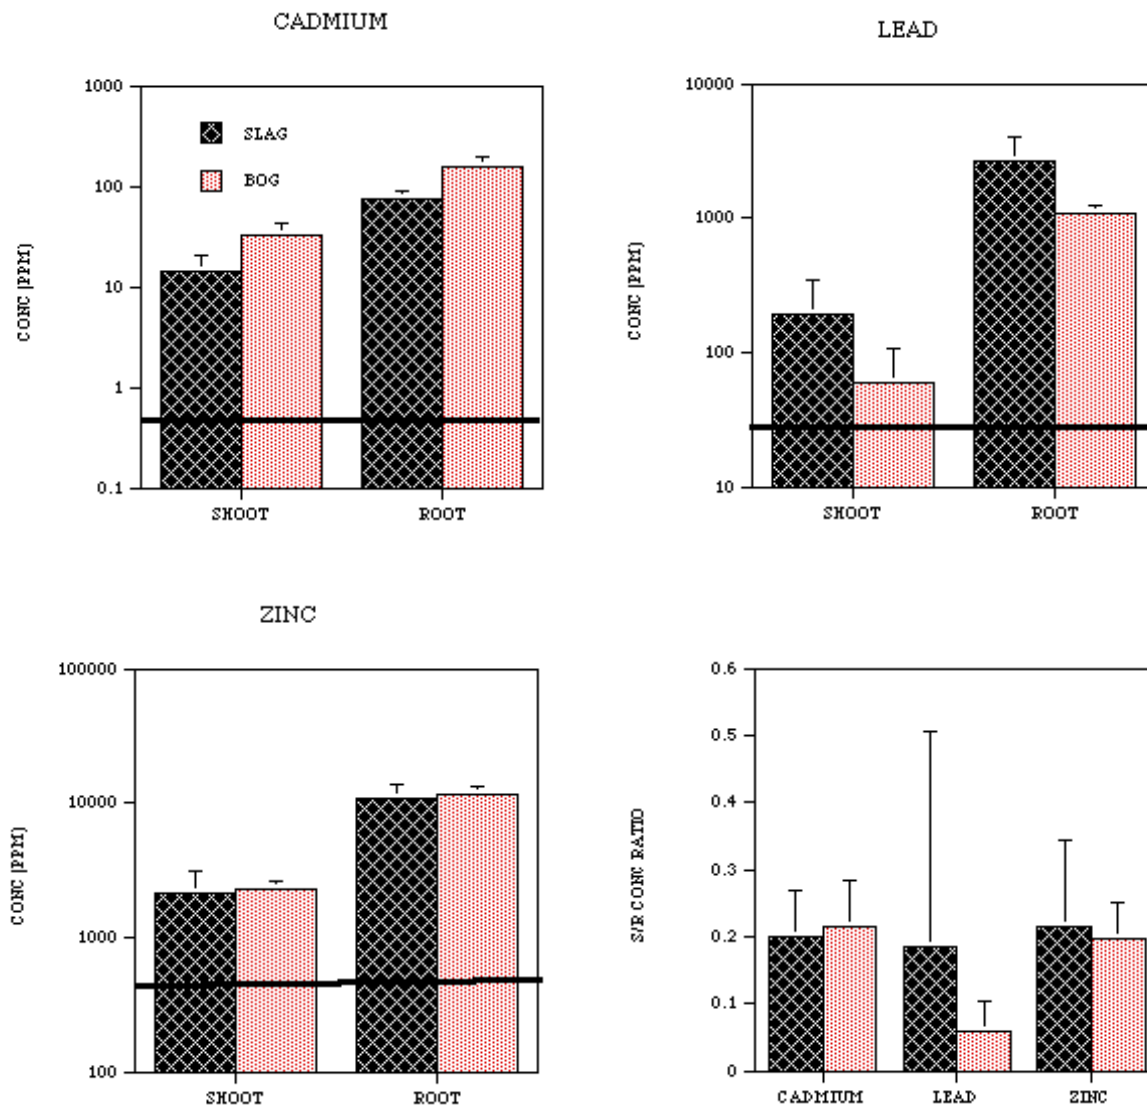 CADMIUM
1000
100
10
1
0.1
CONC (PPM)
SLAG
BOG
SHOOT
ROOT
LEAD
10000
1000
100
10
CONC (PPM)
SHOOT
ROOT
ZINC
100000
10000
1000
100
CONC (PPM)
SHOOT
ROOT
0.6
0.5
0.4
0.3
0.2
0.1
0
S/R CONC RATIO
CADMIUM
LEAD
ZINC